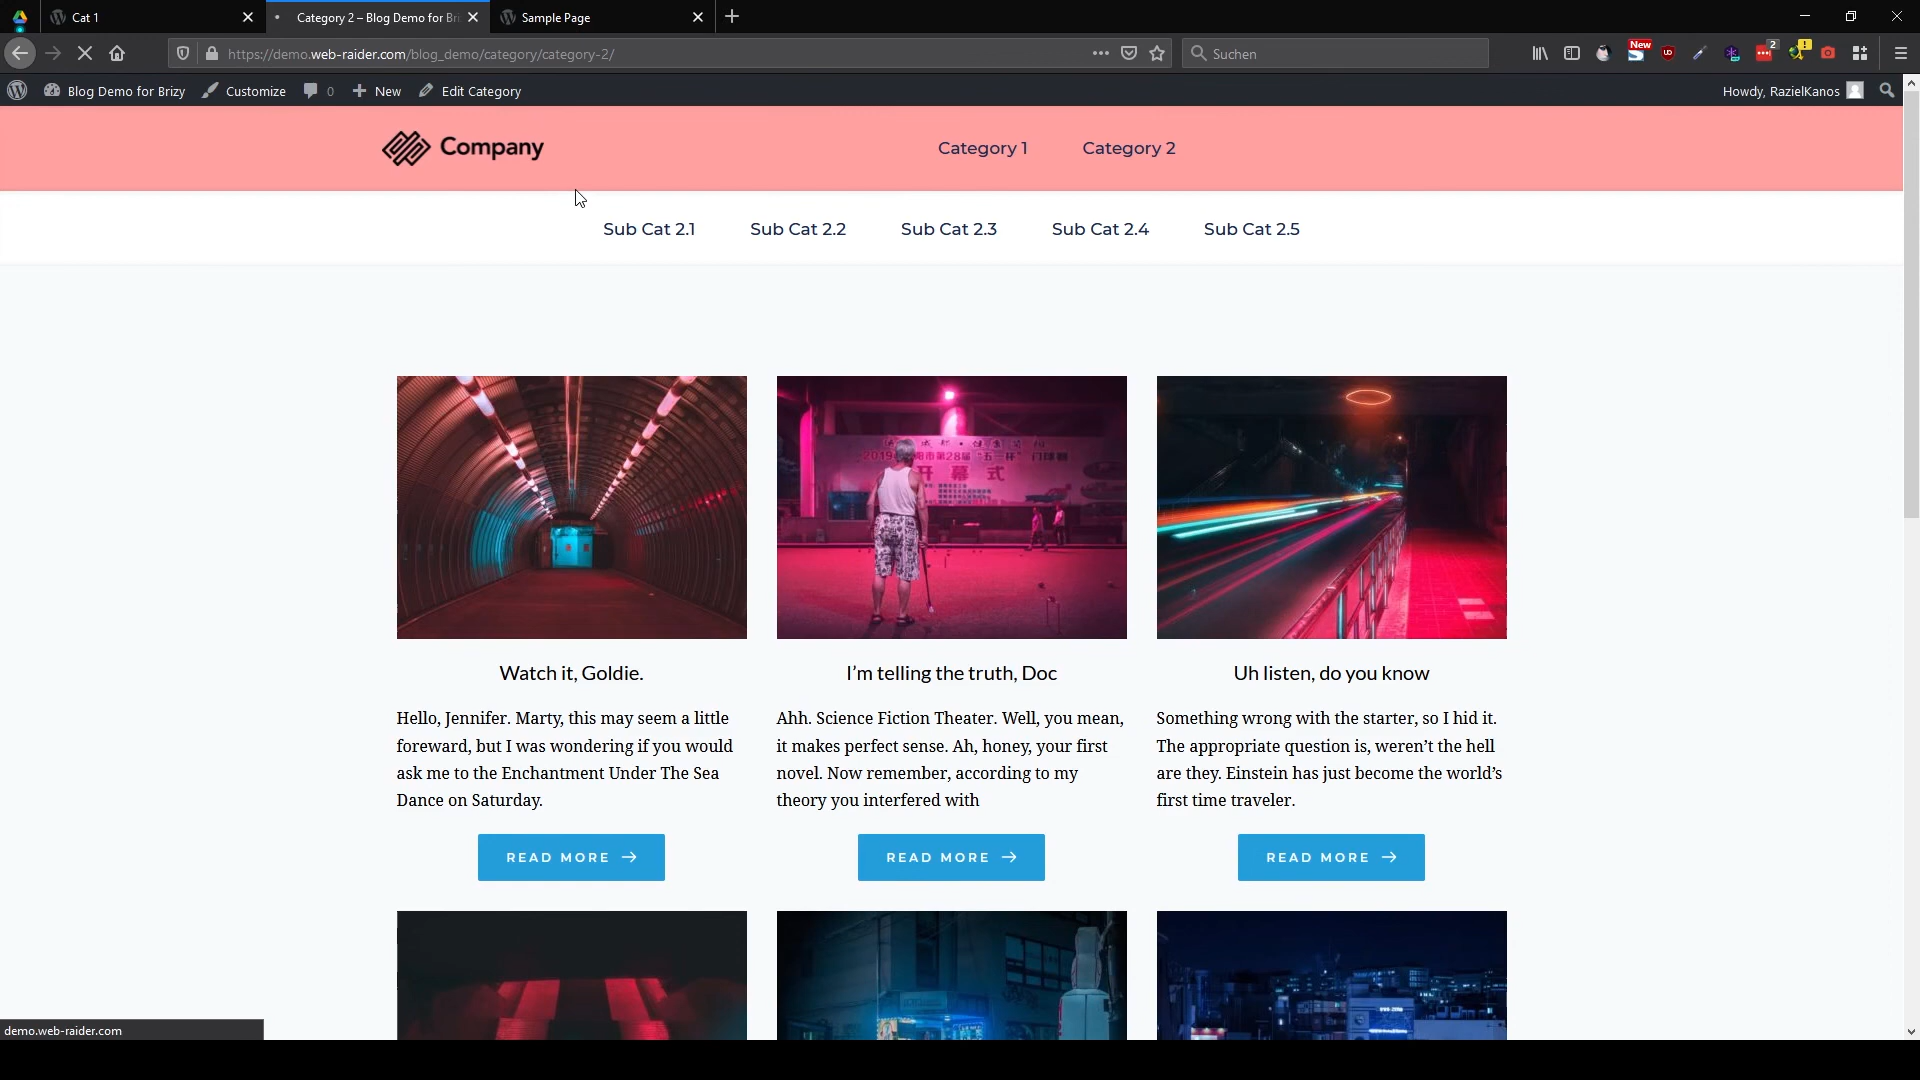 Cat 1
Category 2 – Blog Demo for Bri
Sample Page
https://demo.web-raider.com/blog_demo/category/category-2/
Suchen
New
2
Blog Demo for Brizy
Customize
0
New
Edit Category
Howdy, RazielKanos
Company
Category 1
Category 2
Sub Cat 2.1
Sub Cat 2.2
Sub Cat 2.3
Sub Cat 2.4
Sub Cat 2.5
开幕式
Watch it, Goldie.
Hello, Jennifer. Marty, this may seem a little
foreward, but I was wondering if you would
ask me to the Enchantment Under The Sea
Dance on Saturday.
READ MORE →
I’m telling the truth, Doc
Ahh. Science Fiction Theater. Well, you mean,
it makes perfect sense. Ah, honey, your first
novel. Now remember, according to my
theory you interfered with
READ MORE →
Uh listen, do you know
Something wrong with the starter, so I hid it.
The appropriate question is, weren’t the hell
are they. Einstein has just become the world’s
first time traveler.
READ MORE →
demo.web-raider.com